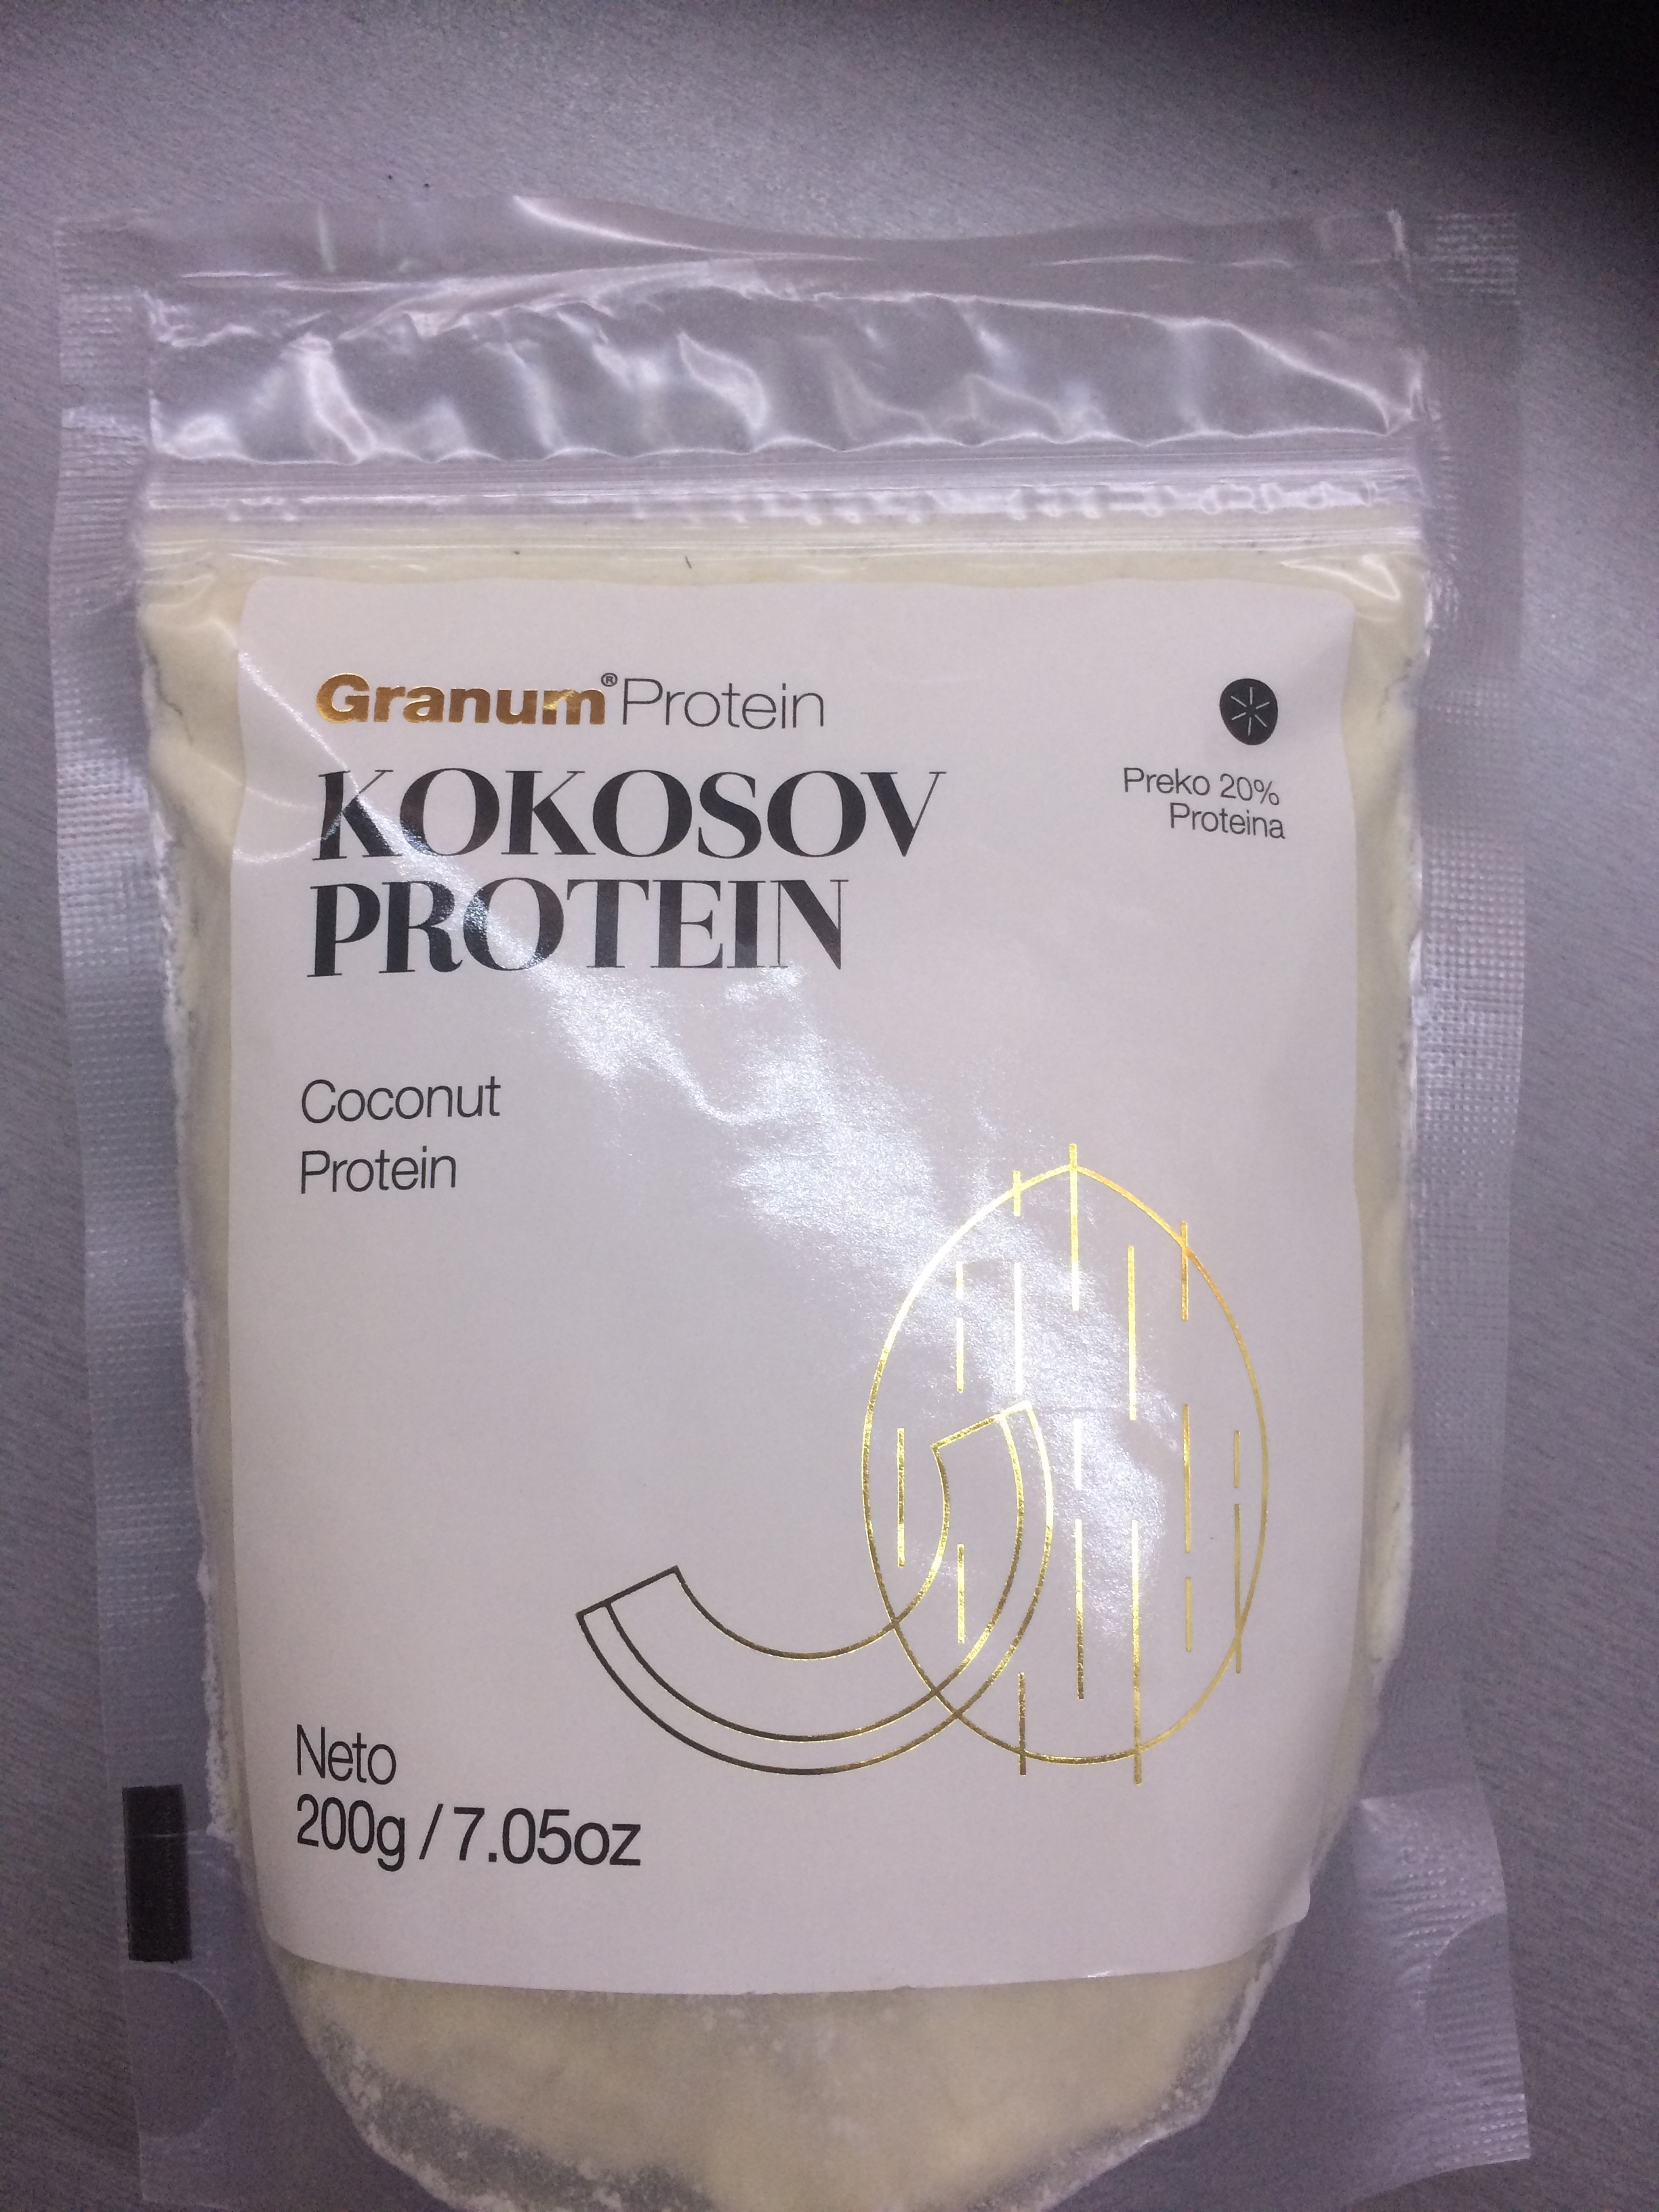 Granum® Protein
KOKOSOV
PROTEIN
Preko 20%
Proteina
Coconut
Protein
Neto
200g / 7.05oz